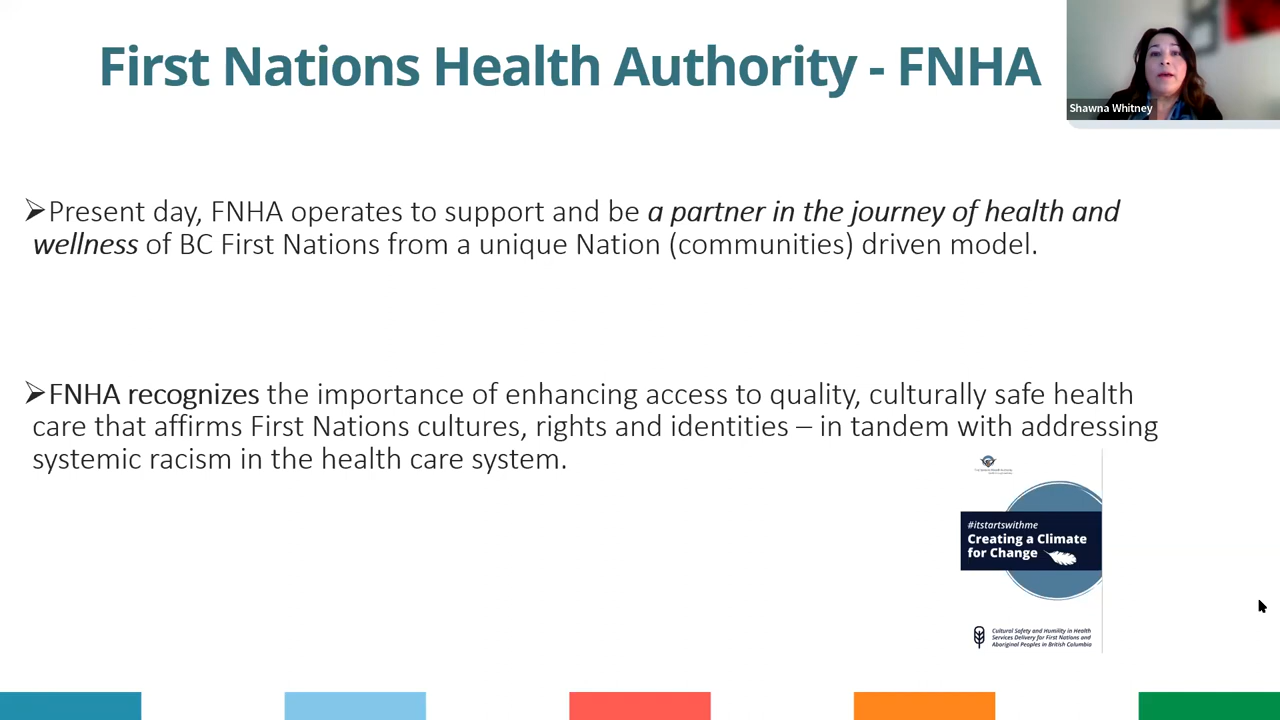 First Nations Health Authority - FNHA
Shawna Whitney
➢Present day, FNHA operates to support and be a partner in the journey of health and
wellness of BC First Nations from a unique Nation (communities) driven model.
➢FNHA recognizes the importance of enhancing access to quality, culturally safe health
care that affirms First Nations cultures, rights and identities – in tandem with addressing
systemic racism in the health care system.
#itstartswithme
Creating a Climate
for Change
Cultural Safety and Humility in Health
Services Delivery for First Nations and
Aboriginal Peoples in British Columbia